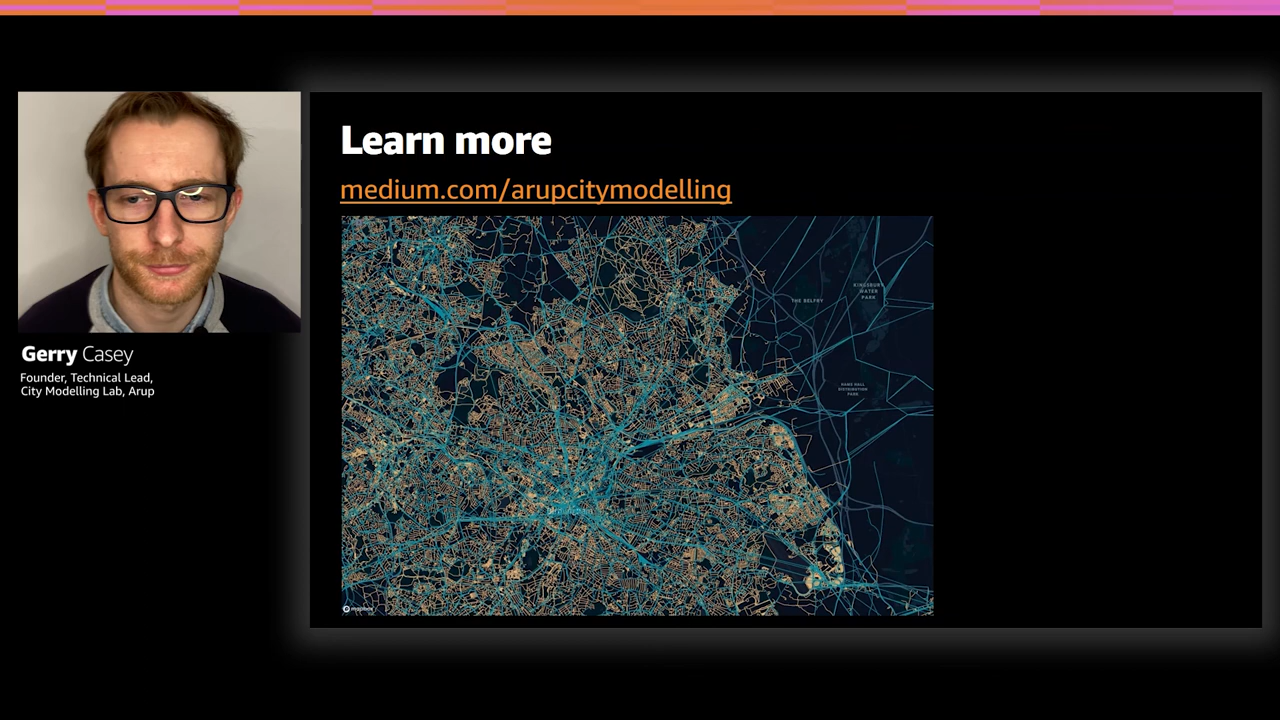 Learn more
medium.com/arupcitymodelling
THE BELFRY
KINGSBURY
WATER
PARK
HAMS HALL
DISTRIBUTION
PARK
mapbox
Gerry Casey
Founder, Technical Lead,
City Modelling Lab, Arup